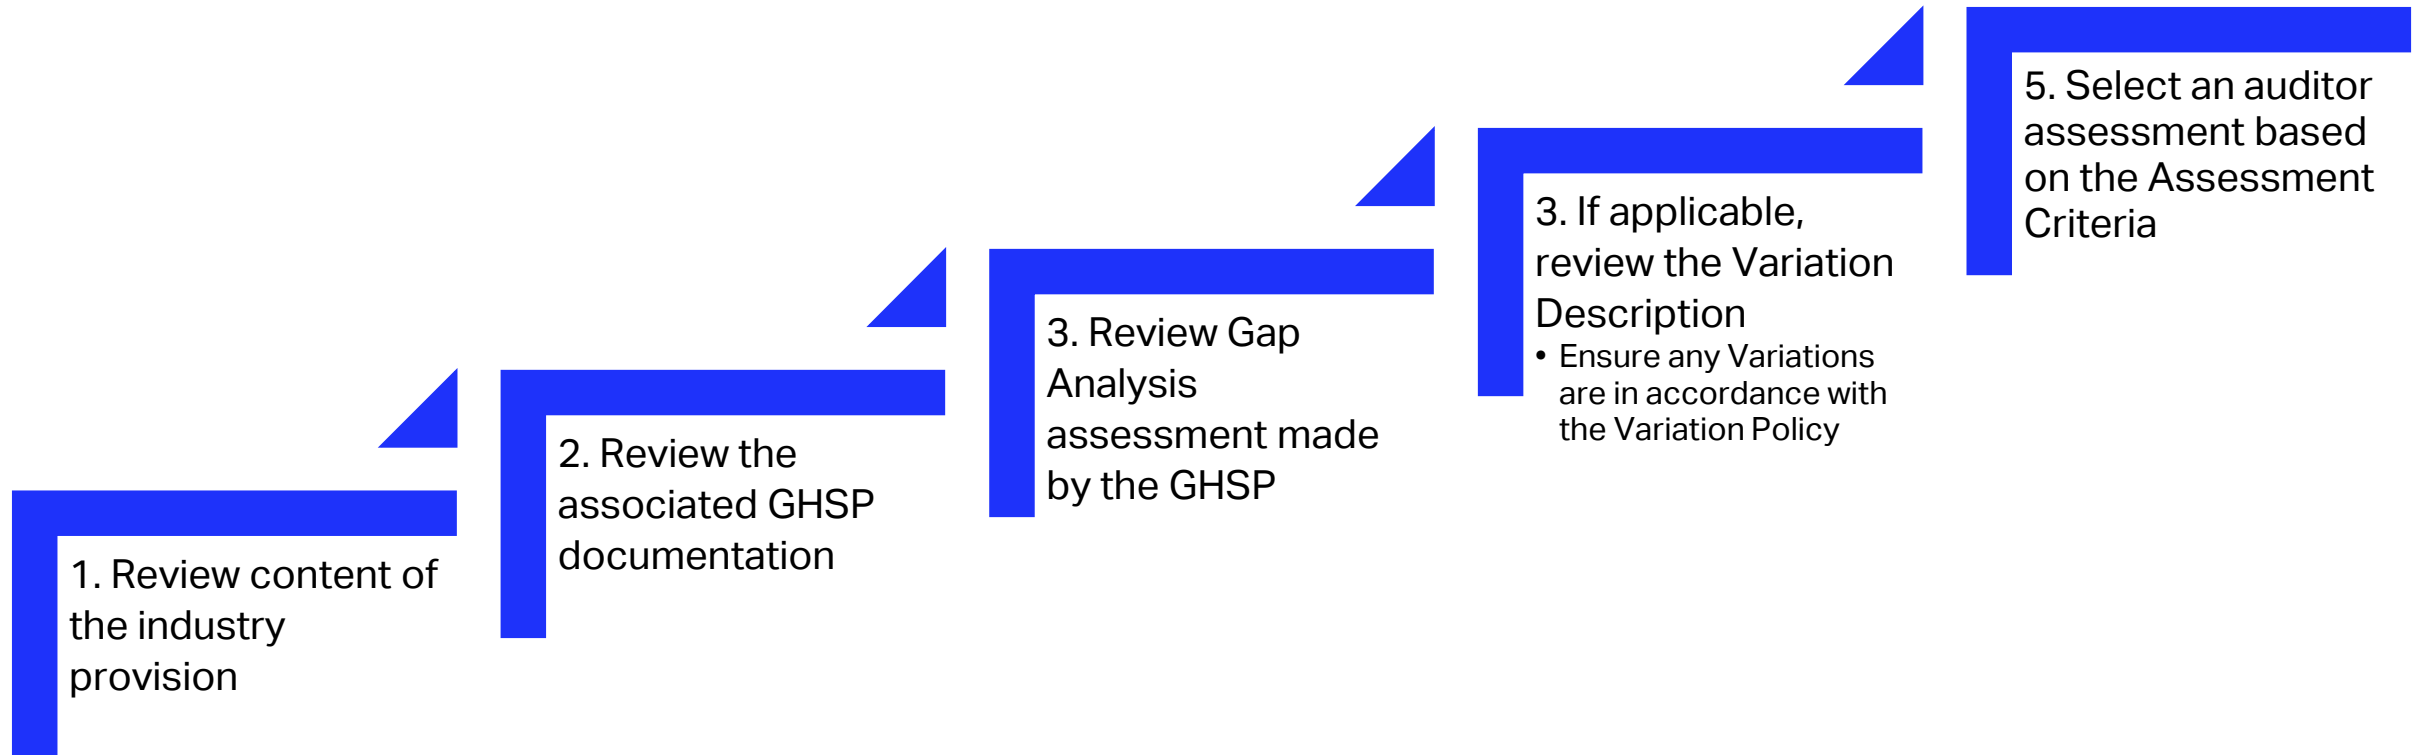 1. Review content of
the industry
provision
2. Review the
associated GHSP
documentation
3. Review Gap
Analysis
assessment made
by the GHSP
3. If applicable,
review the Variation
Description
• Ensure any Variations
are in accordance with
the Variation Policy
5. Select an auditor
assessment based
on the Assessment
Criteria